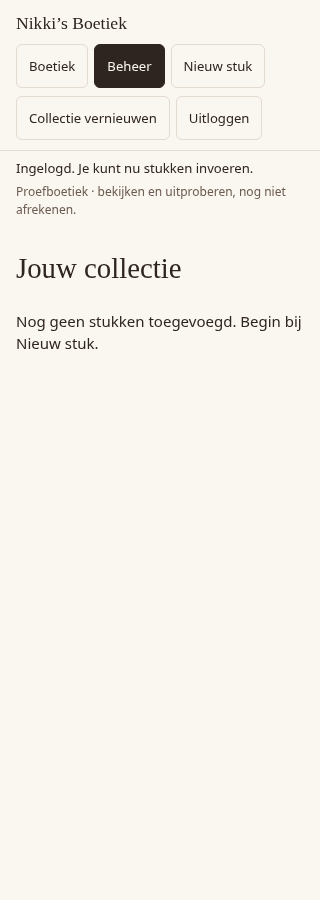 Nikki’s Boetiek
Boetiek Beheer Nieuw stuk
Collectie vernieuwen Uitloggen
Ingelogd. Je kunt nu stukken invoeren.
Proefboetiek · bekijken en uitproberen, nog niet
afrekenen.
Jouw collectie
Nog geen stukken toegevoegd. Begin bij
Nieuw stuk.